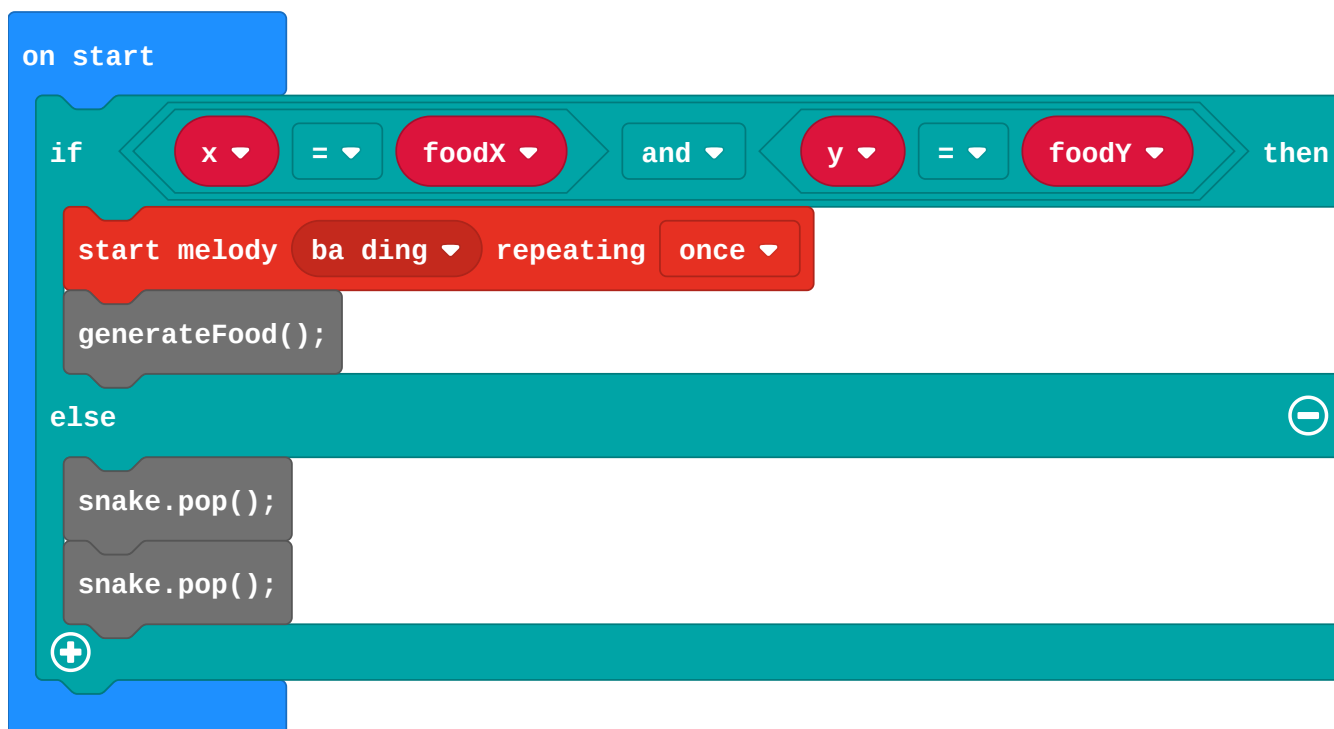 on start
if x = foodX and y = foodY then
start melody ba ding repeating once
generateFood();
else
snake.pop();
snake.pop();